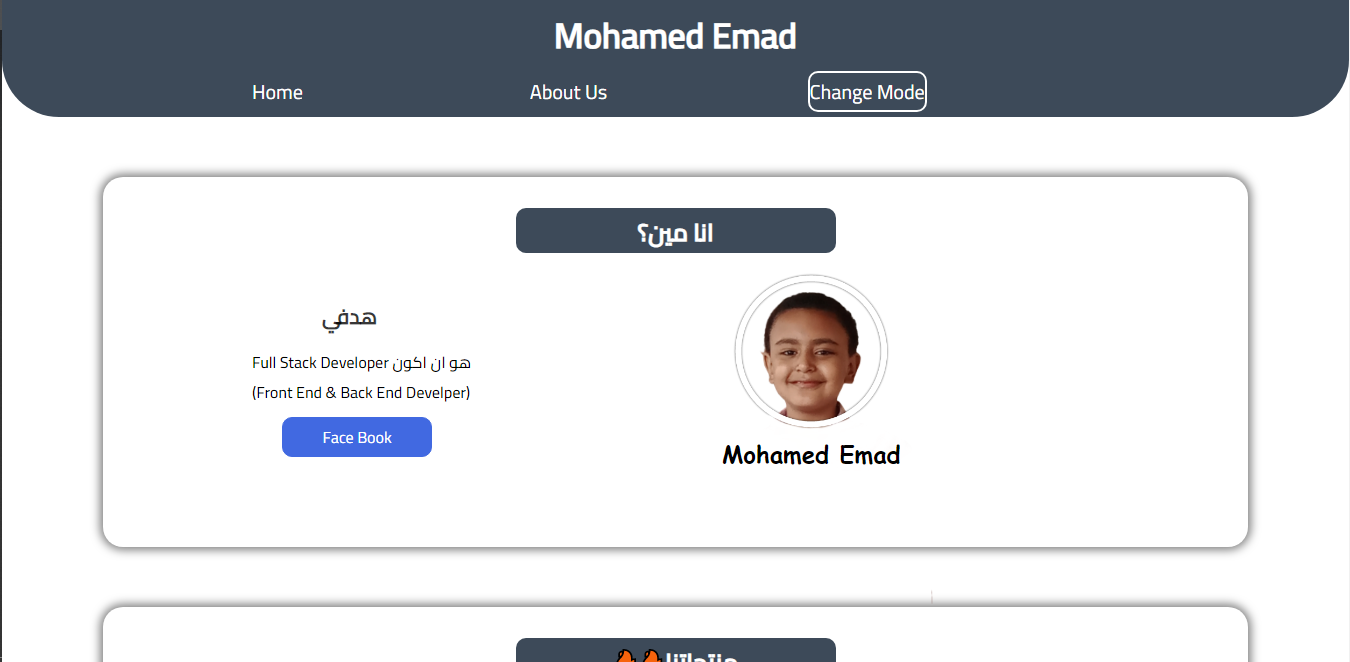 Mohamed Emad
Home
About Us
Change Mode
انا مين؟
هدفي
هو ان اكون Full Stack Developer
(Front End & Back End Develper)
Face Book
Mohamed Emad